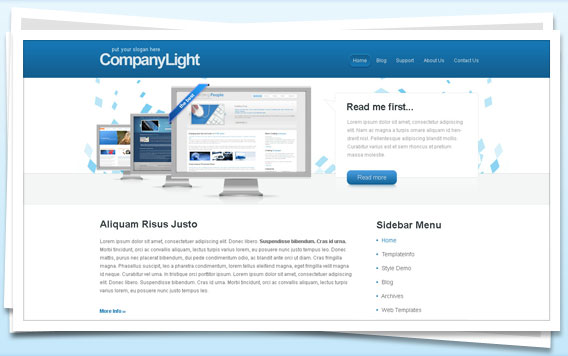 put your slogan here
CompanyLight
Home Blog Support About Us Contact Us
Read me first...
Lorem ipsum dolor sit amet, consectetur adipiscing
elit. Nam ac magna a turpis ornare aliquam id non
erat nisl. Pellentesque adipiscing blandit turpis.
Curabitur varius est in diam pretium pretium
massa molestie.
Read more
Aliquam Risus Justo
Lorem ipsum dolor sit amet, consectetur adipiscing elit. Donec libero. Suspendisse bibendum. Cras id urna.
Morbi tincidunt, orci ac convallis aliquam, lectus turpis varius lorem, eu posuere nunc justo tempus leo. Donec
mattis, purus nec placerat bibendum, dui pede condimentum odio, ac blandit ante orci ut diam. Cras fringilla
magna. Phasellus suscipit, leo a pharetra condimentum, lorem tellus eleifend magna, eget fringilla velit magna
id neque. Curabitur vel urna. In tristique orci porttitor ipsum. Lorem ipsum dolor sit amet, consectetur
adipiscing elit. Donec libero. Suspendisse bibendum. Cras id urna. Morbi tincidunt, orci ac convallis aliquam,
lectus turpis varius lorem, eu posuere nunc justo tempus leo.
More Info »
Sidebar Menu
Home
TemplateInfo
Style Demo
Blog
Archives
Web Templates